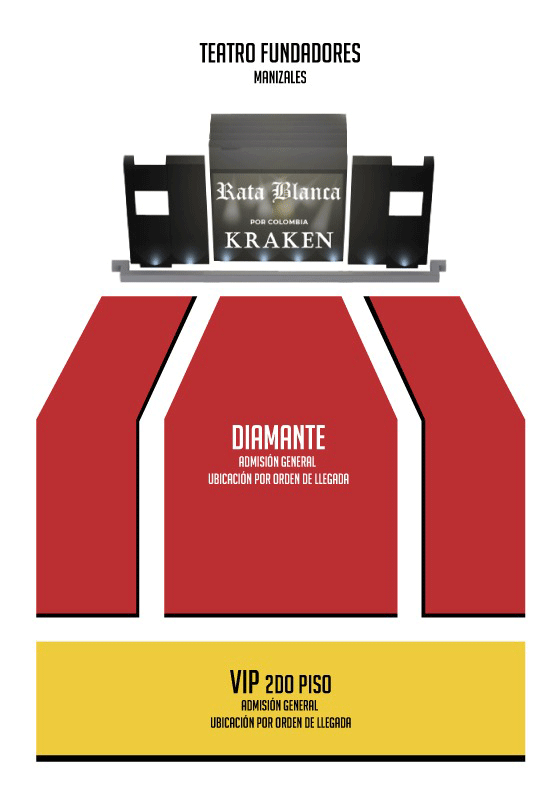 TEATRO FUNDADORES
MANIZALES
Rata Blanca
POR COLOMBIA
KRAKEN
DIAMANTE
ADMISIÓN GENERAL
UBICACIÓN POR ORDEN DE LLEGADA
VIP 2DO PISO
ADMISIÓN GENERAL
UBICACIÓN POR ORDEN DE LLEGADA